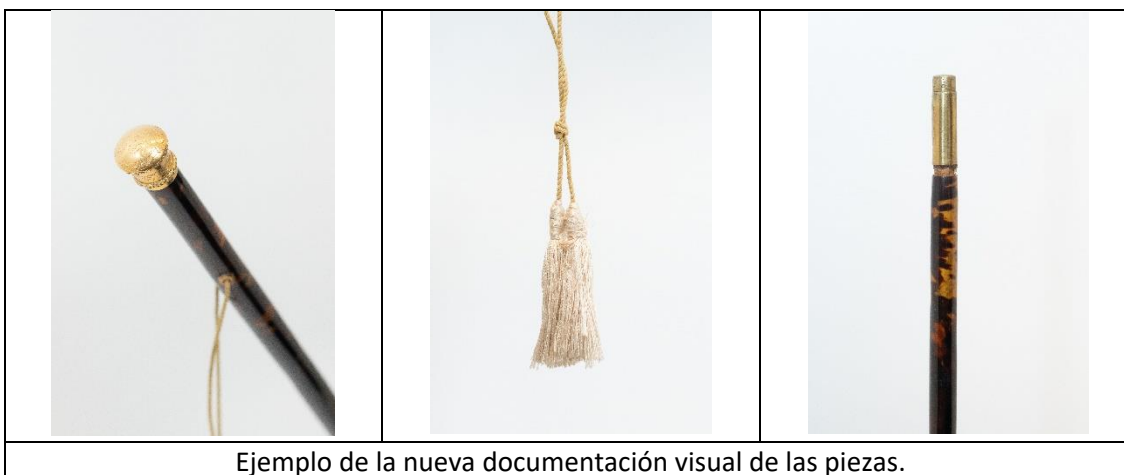 Ejemplo de la nueva documentación visual de las piezas.